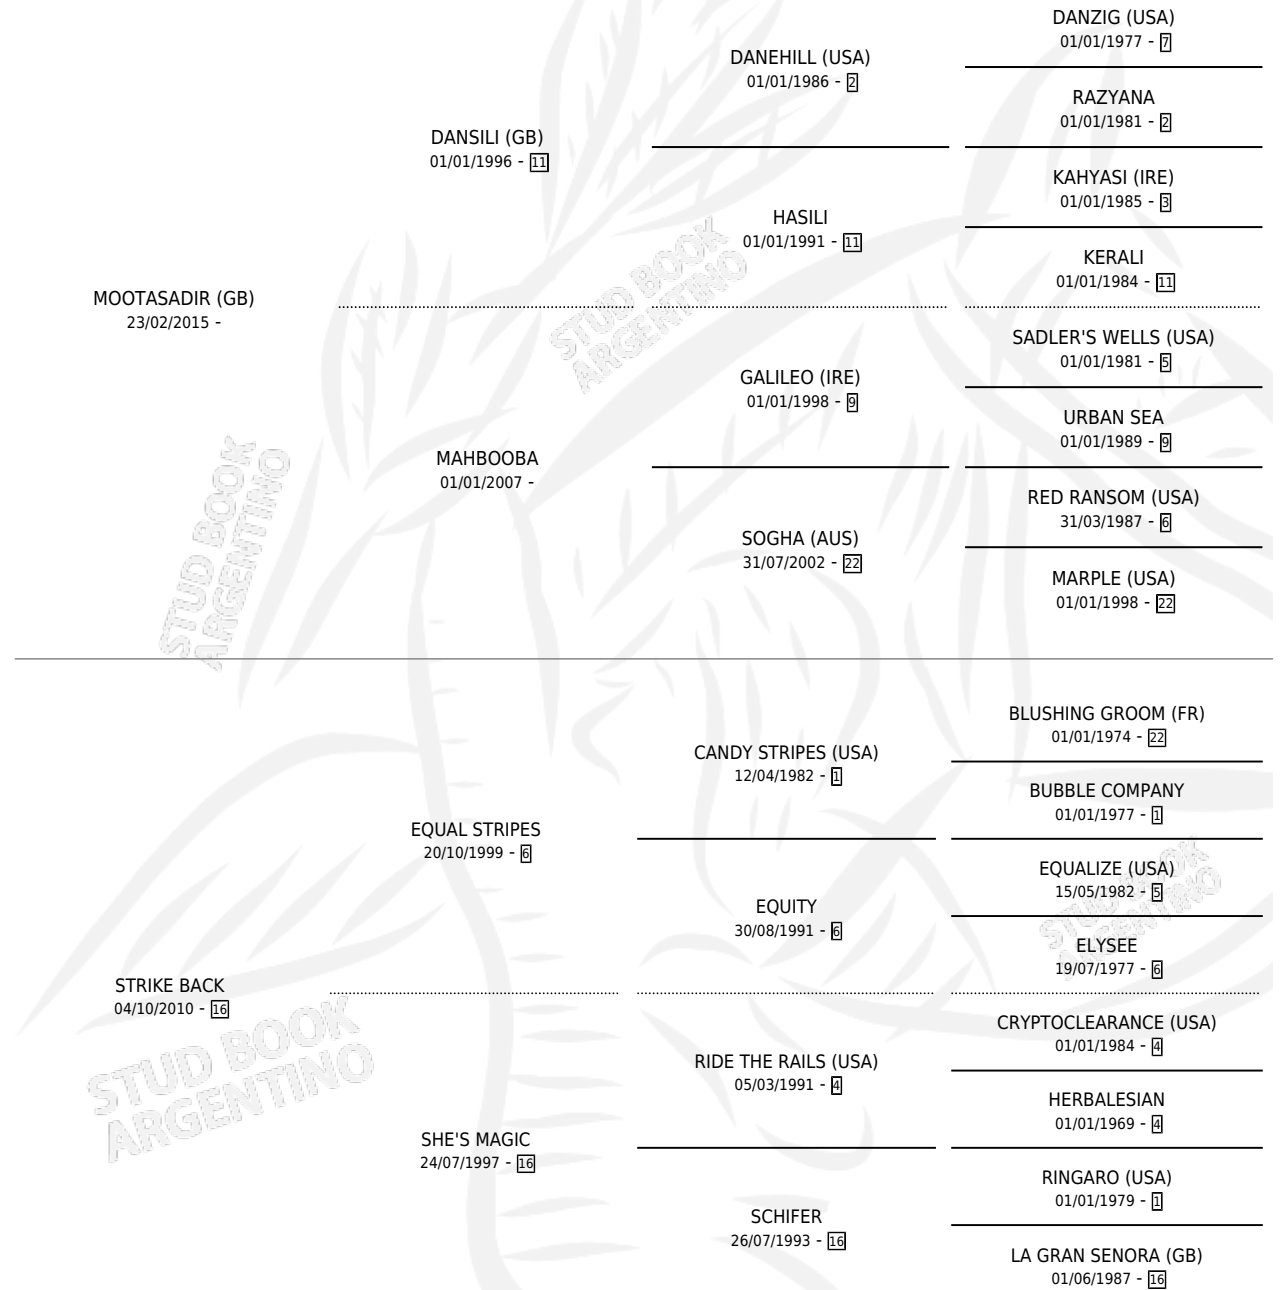 DANZIG (USA)
01/01/1977 - 7
DANEHILL (USA)
01/01/1986 - 2
RAZYANA
01/01/1981 - 2
DANSILI (GB)
01/01/1996 - 11
KAHYASI (IRE)
01/01/1985 - 3
HASILI
01/01/1991 - 11
KERALI
01/01/1984 - 11
MOOTASADIR (GB)
23/02/2015 -
SADLER'S WELLS (USA)
01/01/1981 - 5
GALILEO (IRE)
01/01/1998 - 9
URBAN SEA
01/01/1989 - 9
MAHBOOBA
01/01/2007 -
RED RANSOM (USA)
31/03/1987 - 6
SOGHA (AUS)
31/07/2002 - 22
MARPLE (USA)
01/01/1998 - 22
STUD BOOK
ARGENTINO
STUD BOOK
ARGENTINO
BLUSHING GROOM (FR)
01/01/1974 - 22
CANDY STRIPES (USA)
12/04/1982 - 1
BUBBLE COMPANY
01/01/1977 - 1
EQUAL STRIPES
20/10/1999 - 6
EQUALIZE (USA)
15/05/1982 - 5
EQUITY
30/08/1991 - 6
ELYSEE
19/07/1977 - 6
STRIKE BACK
04/10/2010 - 16
CRYPTOCLEARANCE (USA)
01/01/1984 - 4
RIDE THE RAILS (USA)
05/03/1991 - 4
HERBALESIAN
01/01/1969 - 4
SHE'S MAGIC
24/07/1997 - 16
RINGARO (USA)
01/01/1979 - 1
SCHIFER
26/07/1993 - 16
LA GRAN SENORA (GB)
01/06/1987 - 16
STUD BOOK
ARGENTINO
STUD BOOK
ARGENTINO